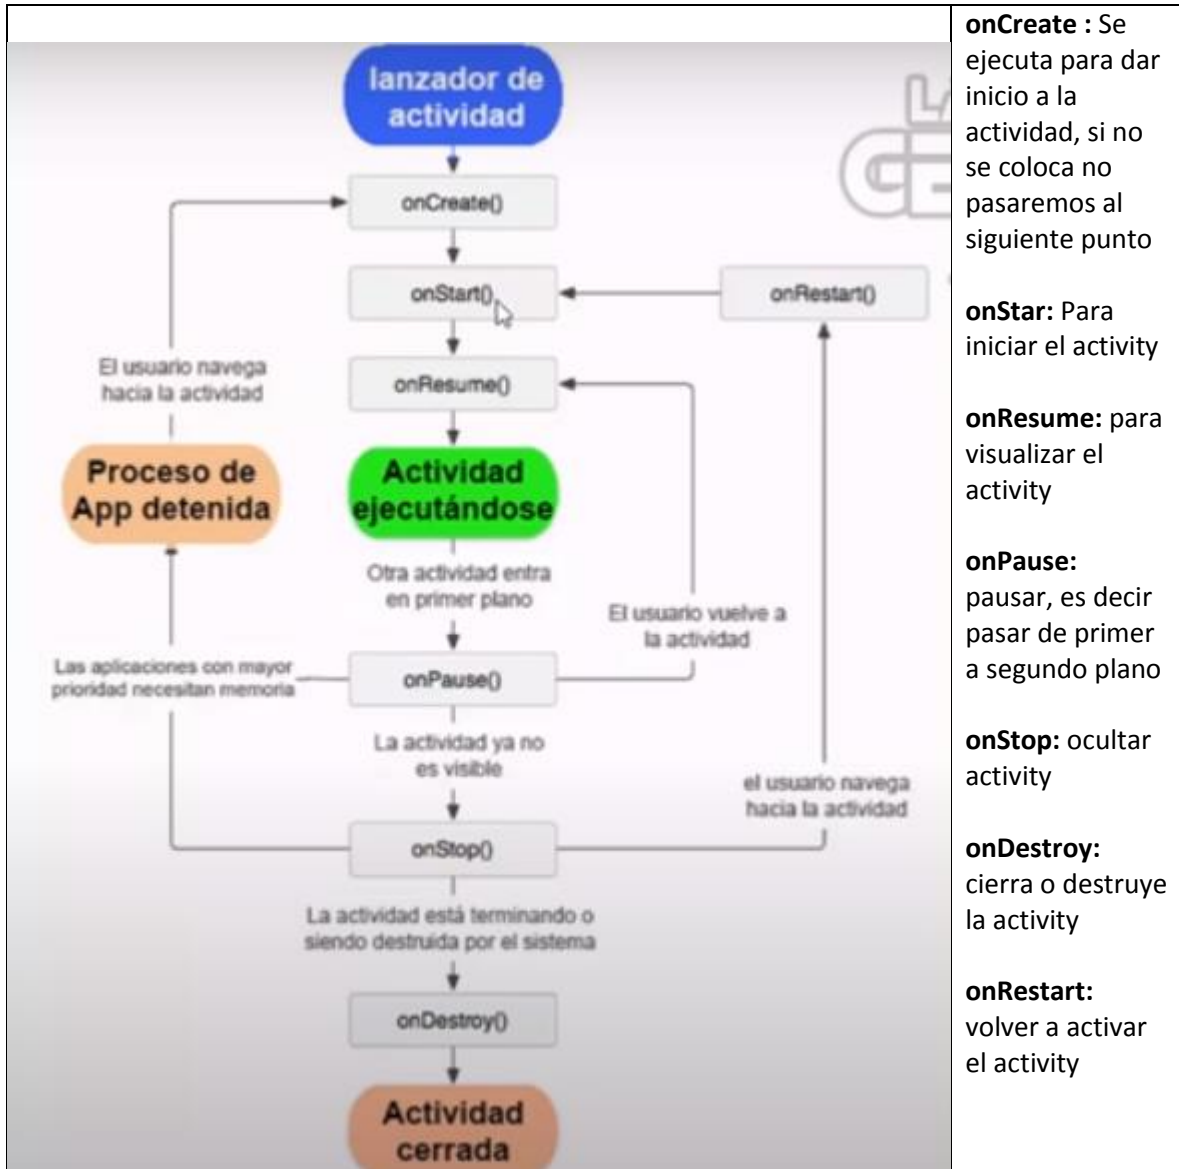 lanzador de
actividad
onCreate()
onStart()
onRestart()
El usuario navega
hacia la actividad
onResume()
Proceso de
App detenida
Actividad
ejecutándose
Otra actividad entra
en primer plano
El usuario vuelve a
la actividad
Las aplicaciones con mayor
prioridad necesitan memoria
onPause()
La actividad ya no
es visible
el usuario navega
hacia la actividad
onStop()
La actividad está terminando o
siendo destruida por el sistema
onDestroy()
Actividad
cerrada
onCreate : Se
ejecuta para dar
inicio a la
actividad, si no
se coloca no
pasaremos al
siguiente punto
onStar: Para
iniciar el activity
onResume: para
visualizar el
activity
onPause:
pausar, es decir
pasar de primer
a segundo plano
onStop: ocultar
activity
onDestroy:
cierra o destruye
la activity
onRestart:
volver a activar
el activity